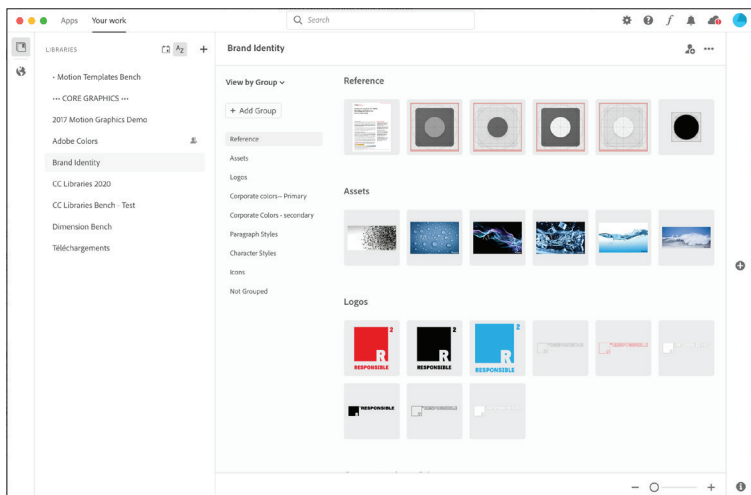 Apps
Your work
Search
LIBRARIES
Brand Identity
• Motion Templates Bench
••• CORE GRAPHICS •••
2017 Motion Graphics Demo
Adobe Colors
Brand Identity
CC Libraries 2020
CC Libraries Bench - Test
Dimension Bench
Téléchargements
View by Group
+ Add Group
Reference
Assets
Logos
Corporate colors-- Primary
Corporate Colors - secondary
Paragraph Styles
Character Styles
Icons
Not Grouped
Reference
Assets
Logos
R 2
RESPONSIBLE
R 2
RESPONSIBLE
R 2
RESPONSIBLE
RESPONSIBLE
RESPONSIBLE
RESPONSIBLE
RESPONSIBLE